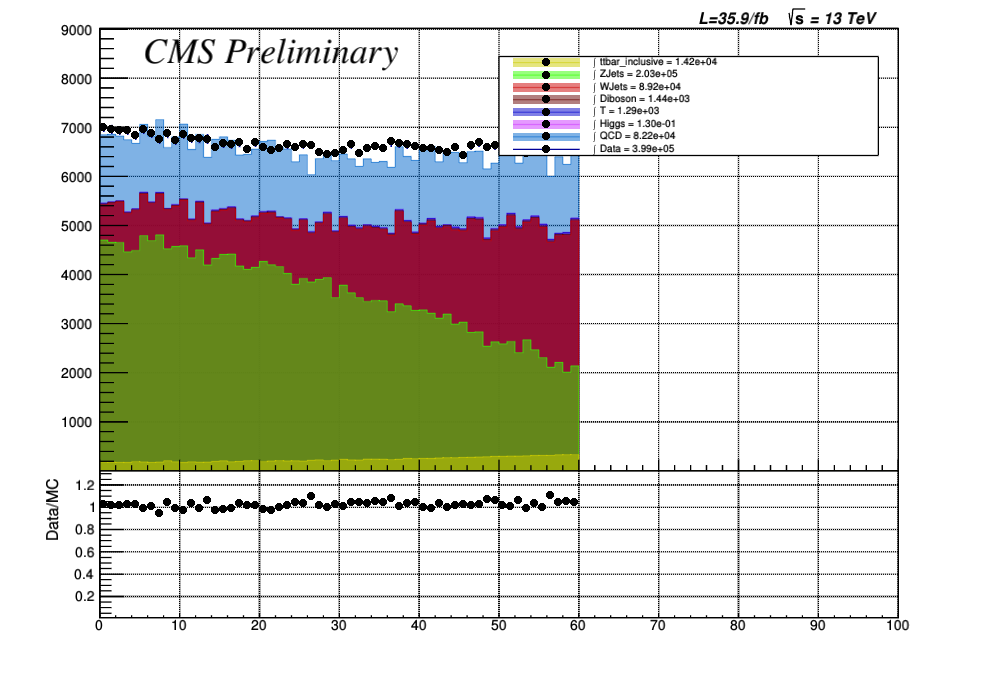 L=35.9/fb √s = 13 TeV
CMS Preliminary
9000
8000
7000
6000
5000
4000
3000
2000
1000
∫ ttbar_inclusive = 1.42e+04
∫ ZJets = 2.03e+05
∫ WJets = 8.92e+04
∫ Diboson = 1.44e+03
∫ T = 1.29e+03
∫ Higgs = 1.30e-01
∫ QCD = 8.22e+04
∫ Data = 3.99e+05
Data/MC
1.2
1
0.8
0.6
0.4
0.2
0 10 20 30 40 50 60 70 80 90 100